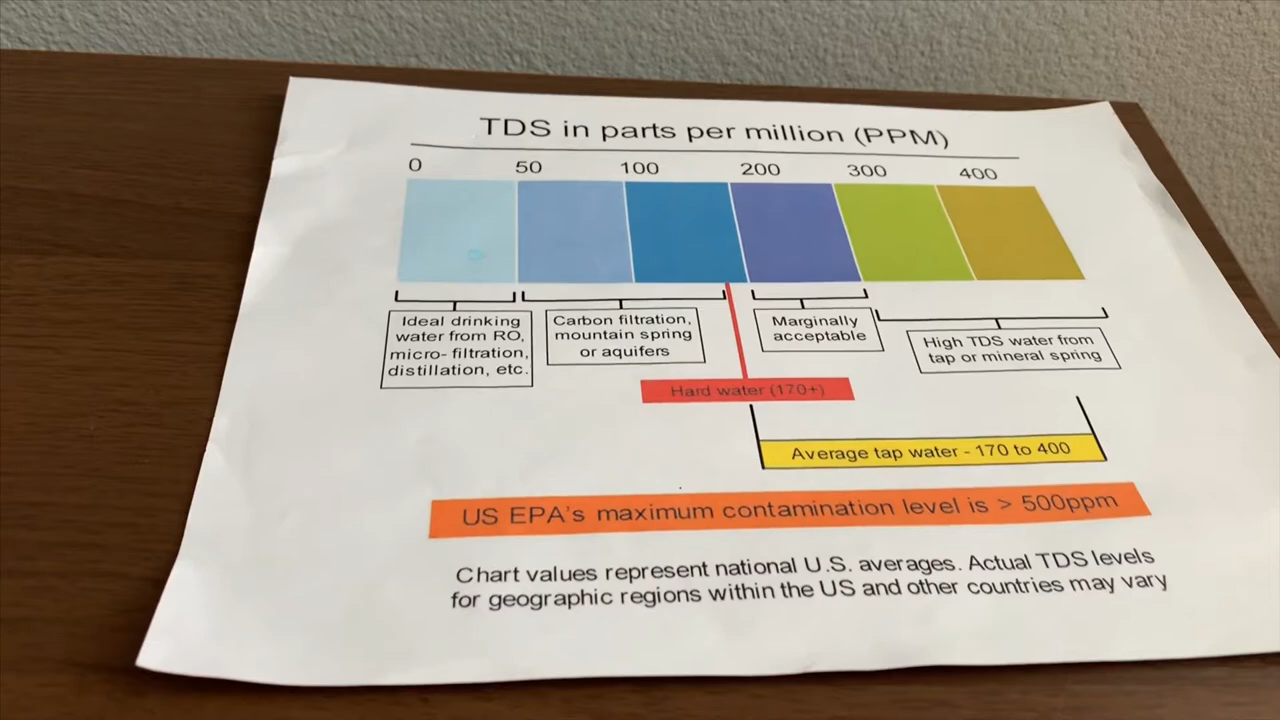 TDS in parts per million (PPM)
0 50 100 200 300 400
Ideal drinking
water from RO,
micro- filtration,
distillation, etc.
Carbon filtration,
mountain spring
or aquifers
Marginally
acceptable
High TDS water from
tap or mineral spring
Hard water (170+)
Average tap water - 170 to 400
US EPA's maximum contamination level is > 500ppm
Chart values represent national U.S. averages. Actual TDS levels
for geographic regions within the US and other countries may vary